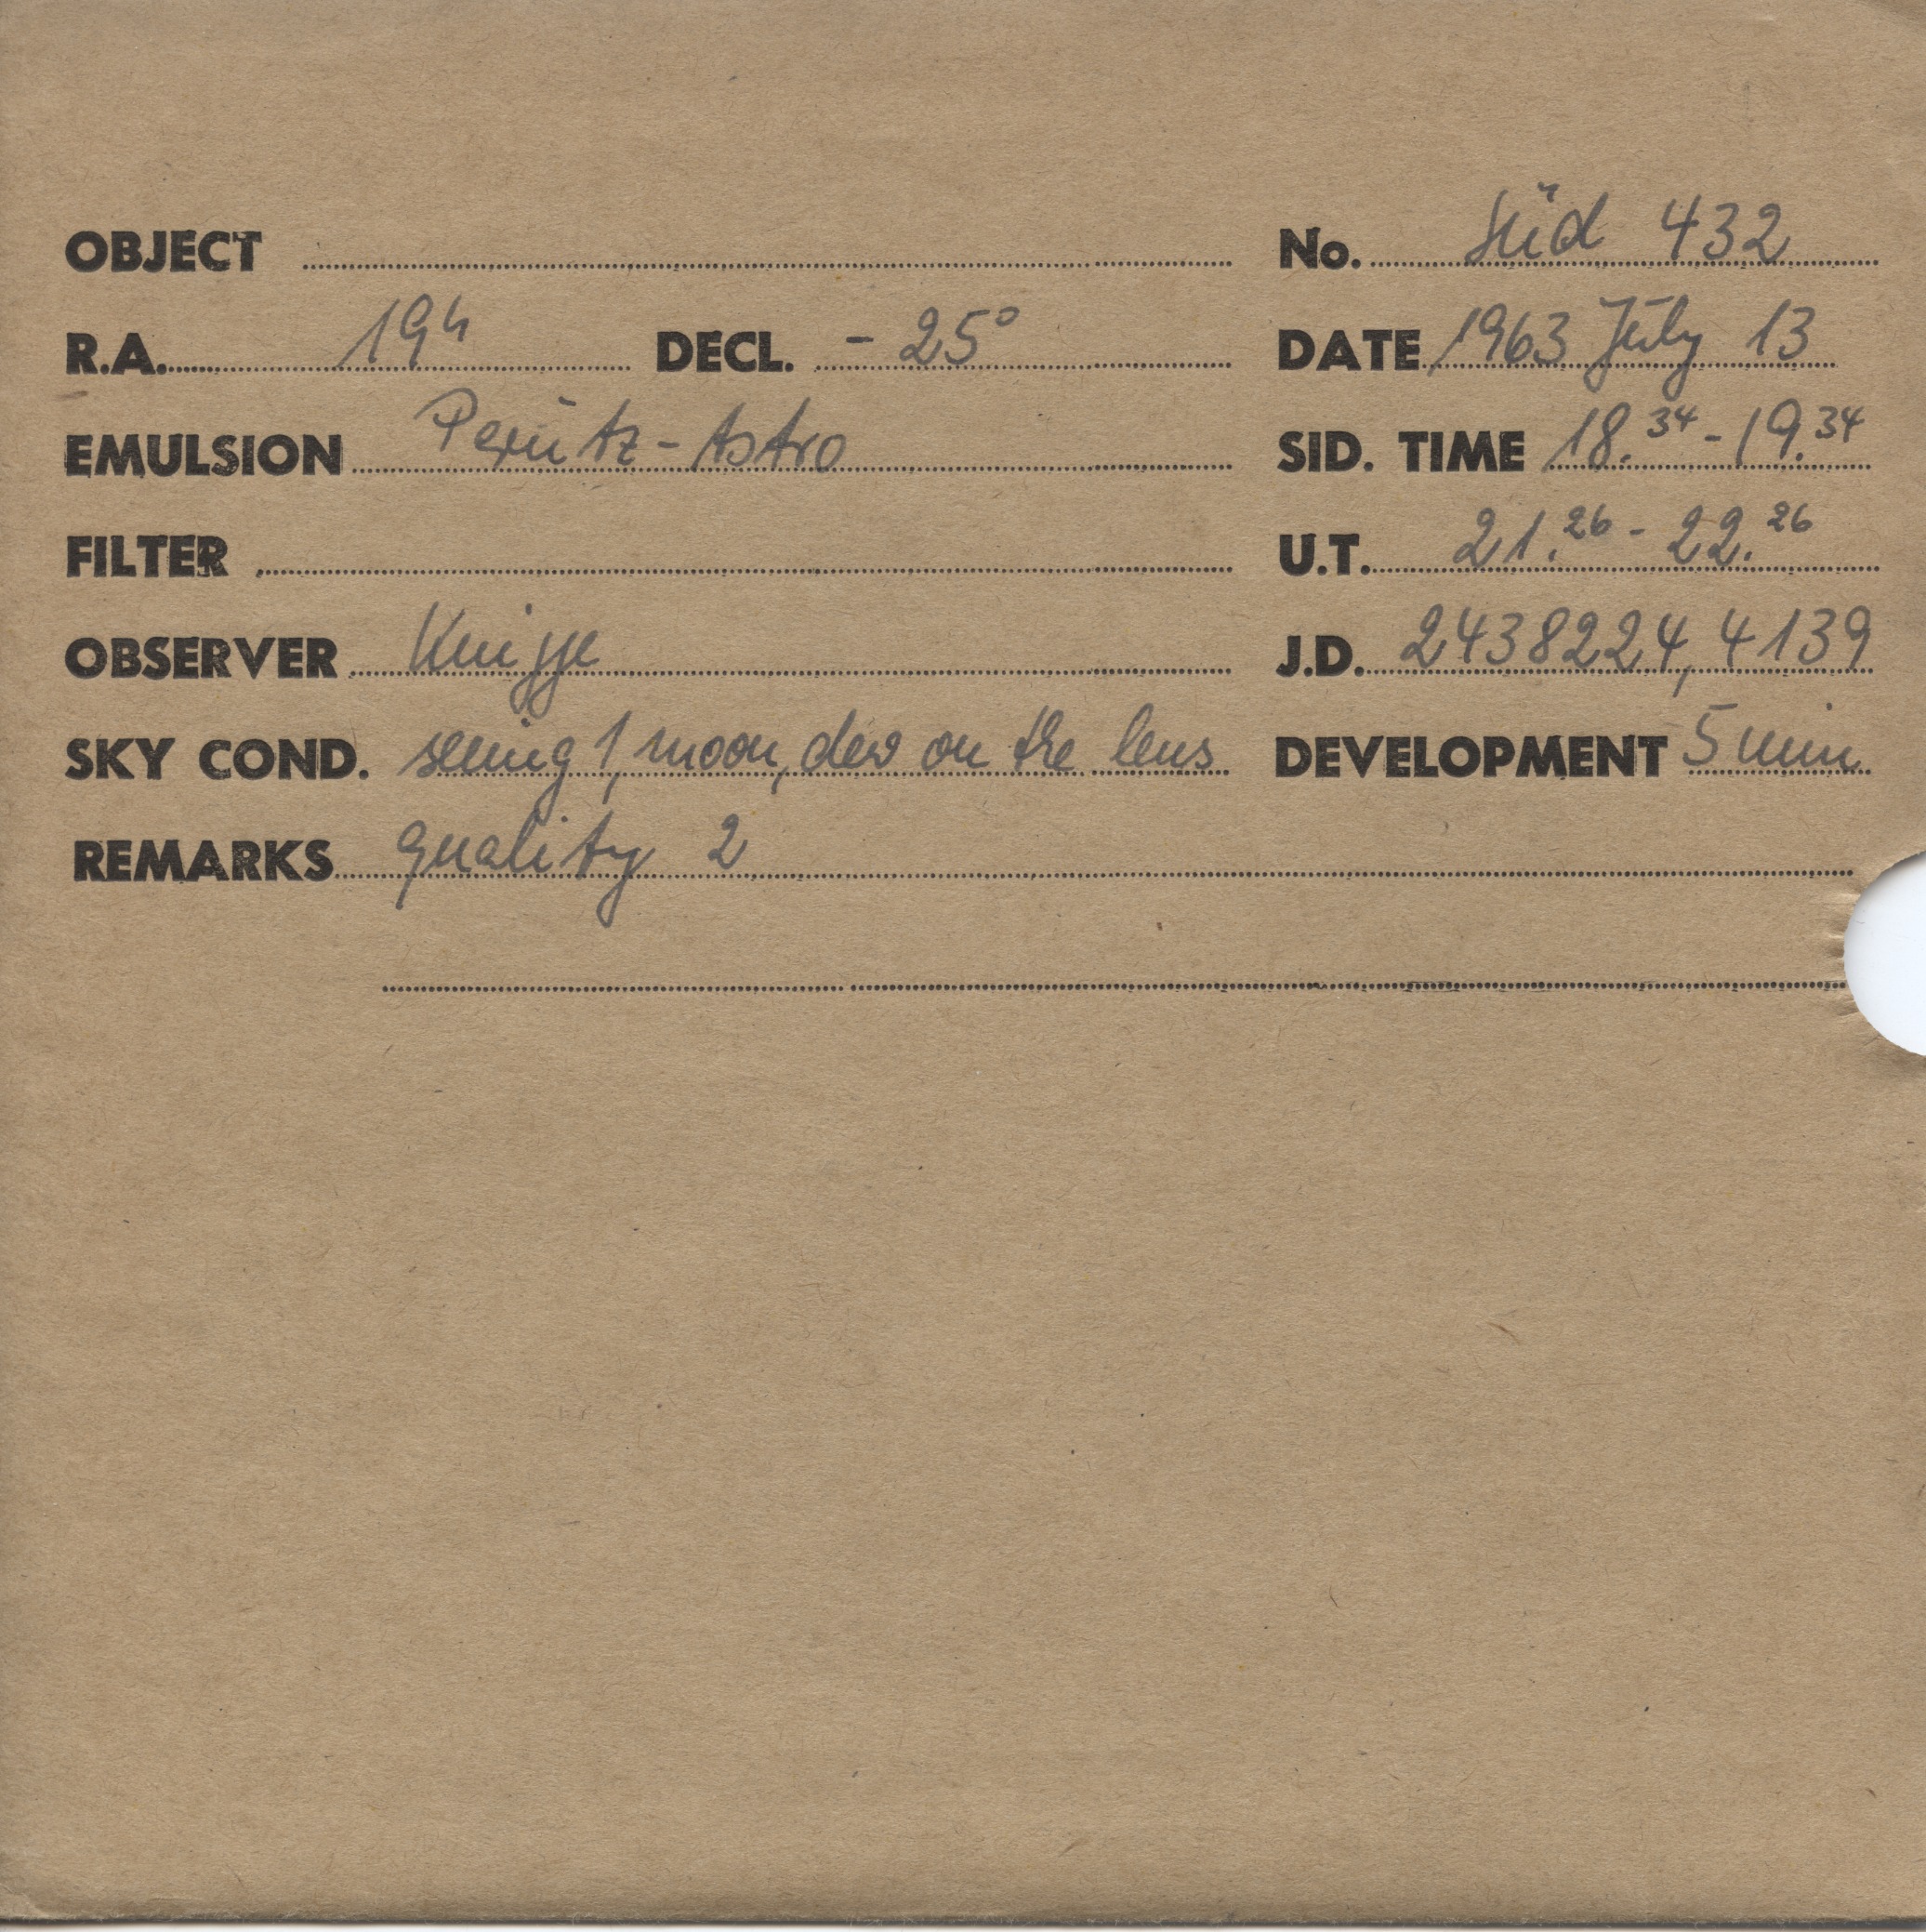 OBJECT No. Süd 432
R.A. 19h DECL. - 25° DATE 1963 July 13
EMULSION Perutz-Astro SID. TIME 18.34 - 19.34
FILTER U.T. 21.26 - 22.26
OBSERVER Knigge J.D. 2438224,4139
SKY COND. seeing 1, moon, dew on the lens DEVELOPMENT 5 min
REMARKS quality 2